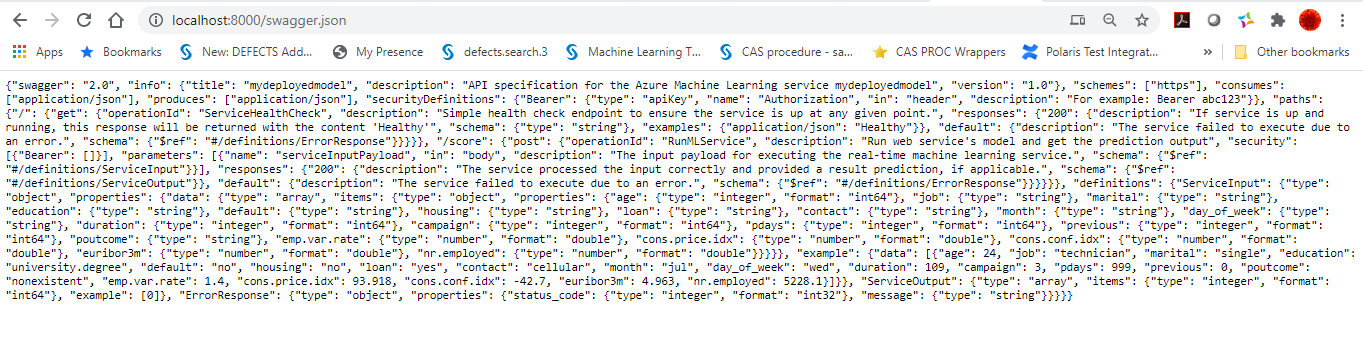 localhost:8000/swagger.json
Apps Bookmarks New: DEFECTS Add... My Presence defects.search.3 Machine Learning T... CAS procedure - sa... CAS PROC Wrappers Polaris Test Integrat... » Other bookmarks
{"swagger": "2.0", "info": {"title": "mydeployedmodel", "description": "API specification for the Azure Machine Learning service mydeployedmodel", "version": "1.0"}, "schemes": ["https"], "consumes":
["application/json"], "produces": ["application/json"], "securityDefinitions": {"Bearer": {"type": "apiKey", "name": "Authorization", "in": "header", "description": "For example: Bearer abc123"}}, "paths":
{"/": {"get": {"operationId": "ServiceHealthCheck", "description": "Simple health check endpoint to ensure the service is up at any given point.", "responses": {"200": {"description": "If service is up and
running, this response will be returned with the content 'Healthy'", "schema": {"type": "string"}, "examples": {"application/json": "Healthy"}}, "default": {"description": "The service failed to execute due to
an error.", "schema": {"$ref": "#/definitions/ErrorResponse"}}}}}, "/score": {"post": {"operationId": "RunMLService", "description": "Run web service's model and get the prediction output", "security":
[{"Bearer": []}], "parameters": [{"name": "serviceInputPayload", "in": "body", "description": "The input payload for executing the real-time machine learning service.", "schema": {"$ref":
"#/definitions/ServiceInput"}}], "responses": {"200": {"description": "The service processed the input correctly and provided a result prediction, if applicable.", "schema": {"$ref":
"#/definitions/ServiceOutput"}}, "default": {"description": "The service failed to execute due to an error.", "schema": {"$ref": "#/definitions/ErrorResponse"}}}}}}, "definitions": {"ServiceInput": {"type":
"object", "properties": {"data": {"type": "array", "items": {"type": "object", "properties": {"age": {"type": "integer", "format": "int64"}, "job": {"type": "string"}, "marital": {"type": "string"},
"education": {"type": "string"}, "default": {"type": "string"}, "housing": {"type": "string"}, "loan": {"type": "string"}, "contact": {"type": "string"}, "month": {"type": "string"}, "day_of_week": {"type":
"string"}, "duration": {"type": "integer", "format": "int64"}, "campaign": {"type": "integer", "format": "int64"}, "pdays": {"type": "integer", "format": "int64"}, "previous": {"type": "integer", "format":
"int64"}, "poutcome": {"type": "string"}, "emp.var.rate": {"type": "number", "format": "double"}, "cons.price.idx": {"type": "number", "format": "double"}, "cons.conf.idx": {"type": "number", "format":
"double"}, "euribor3m": {"type": "number", "format": "double"}, "nr.employed": {"type": "number", "format": "double"}}}}}, "example": {"data": [{"age": 24, "job": "technician", "marital": "single", "education":
"university.degree", "default": "no", "housing": "no", "loan": "yes", "contact": "cellular", "month": "jul", "day_of_week": "wed", "duration": 109, "campaign": 3, "pdays": 999, "previous": 0, "poutcome":
"nonexistent", "emp.var.rate": 1.4, "cons.price.idx": 93.918, "cons.conf.idx": -42.7, "euribor3m": 4.963, "nr.employed": 5228.1}]}}, "ServiceOutput": {"type": "array", "items": {"type": "integer", "format":
"int64"}, "example": [0]}, "ErrorResponse": {"type": "object", "properties": {"status_code": {"type": "integer", "format": "int32"}, "message": {"type": "string"}}}}}